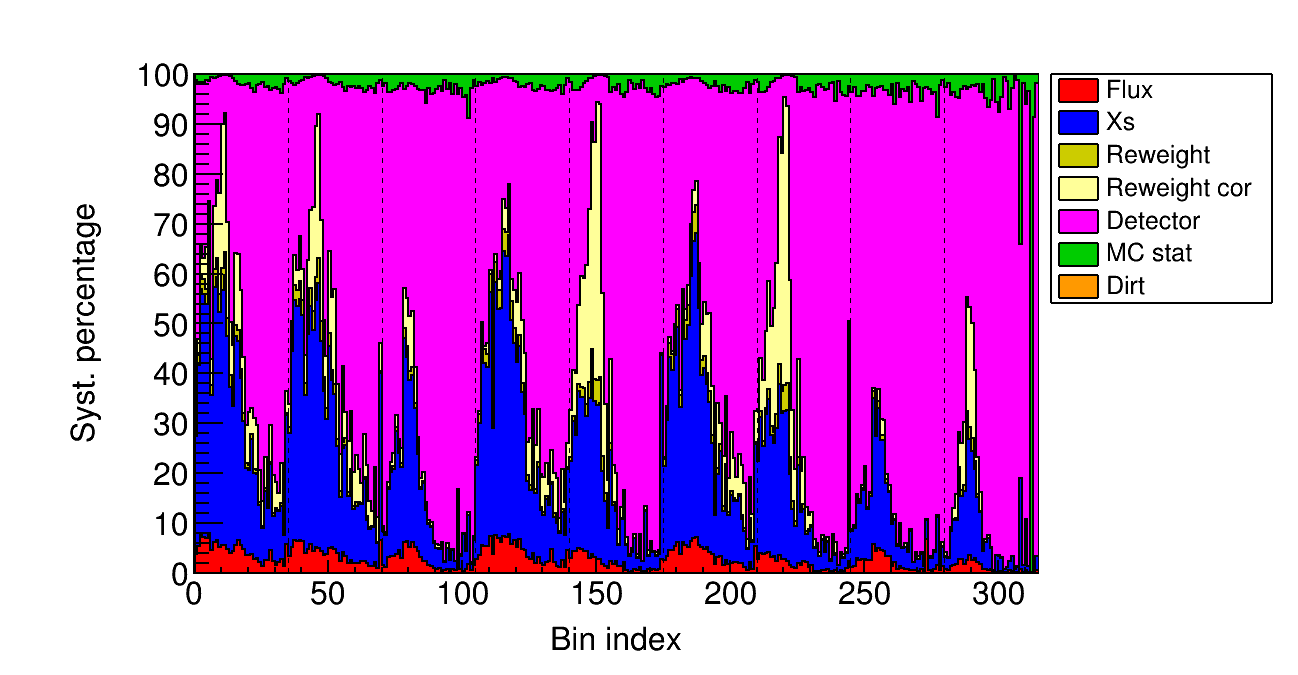 100
90
80
70
60
50
40
30
20
10
0
Syst. percentage
0 50 100 150 200 250 300
Bin index
Flux
Xs
Reweight
Reweight cor
Detector
MC stat
Dirt